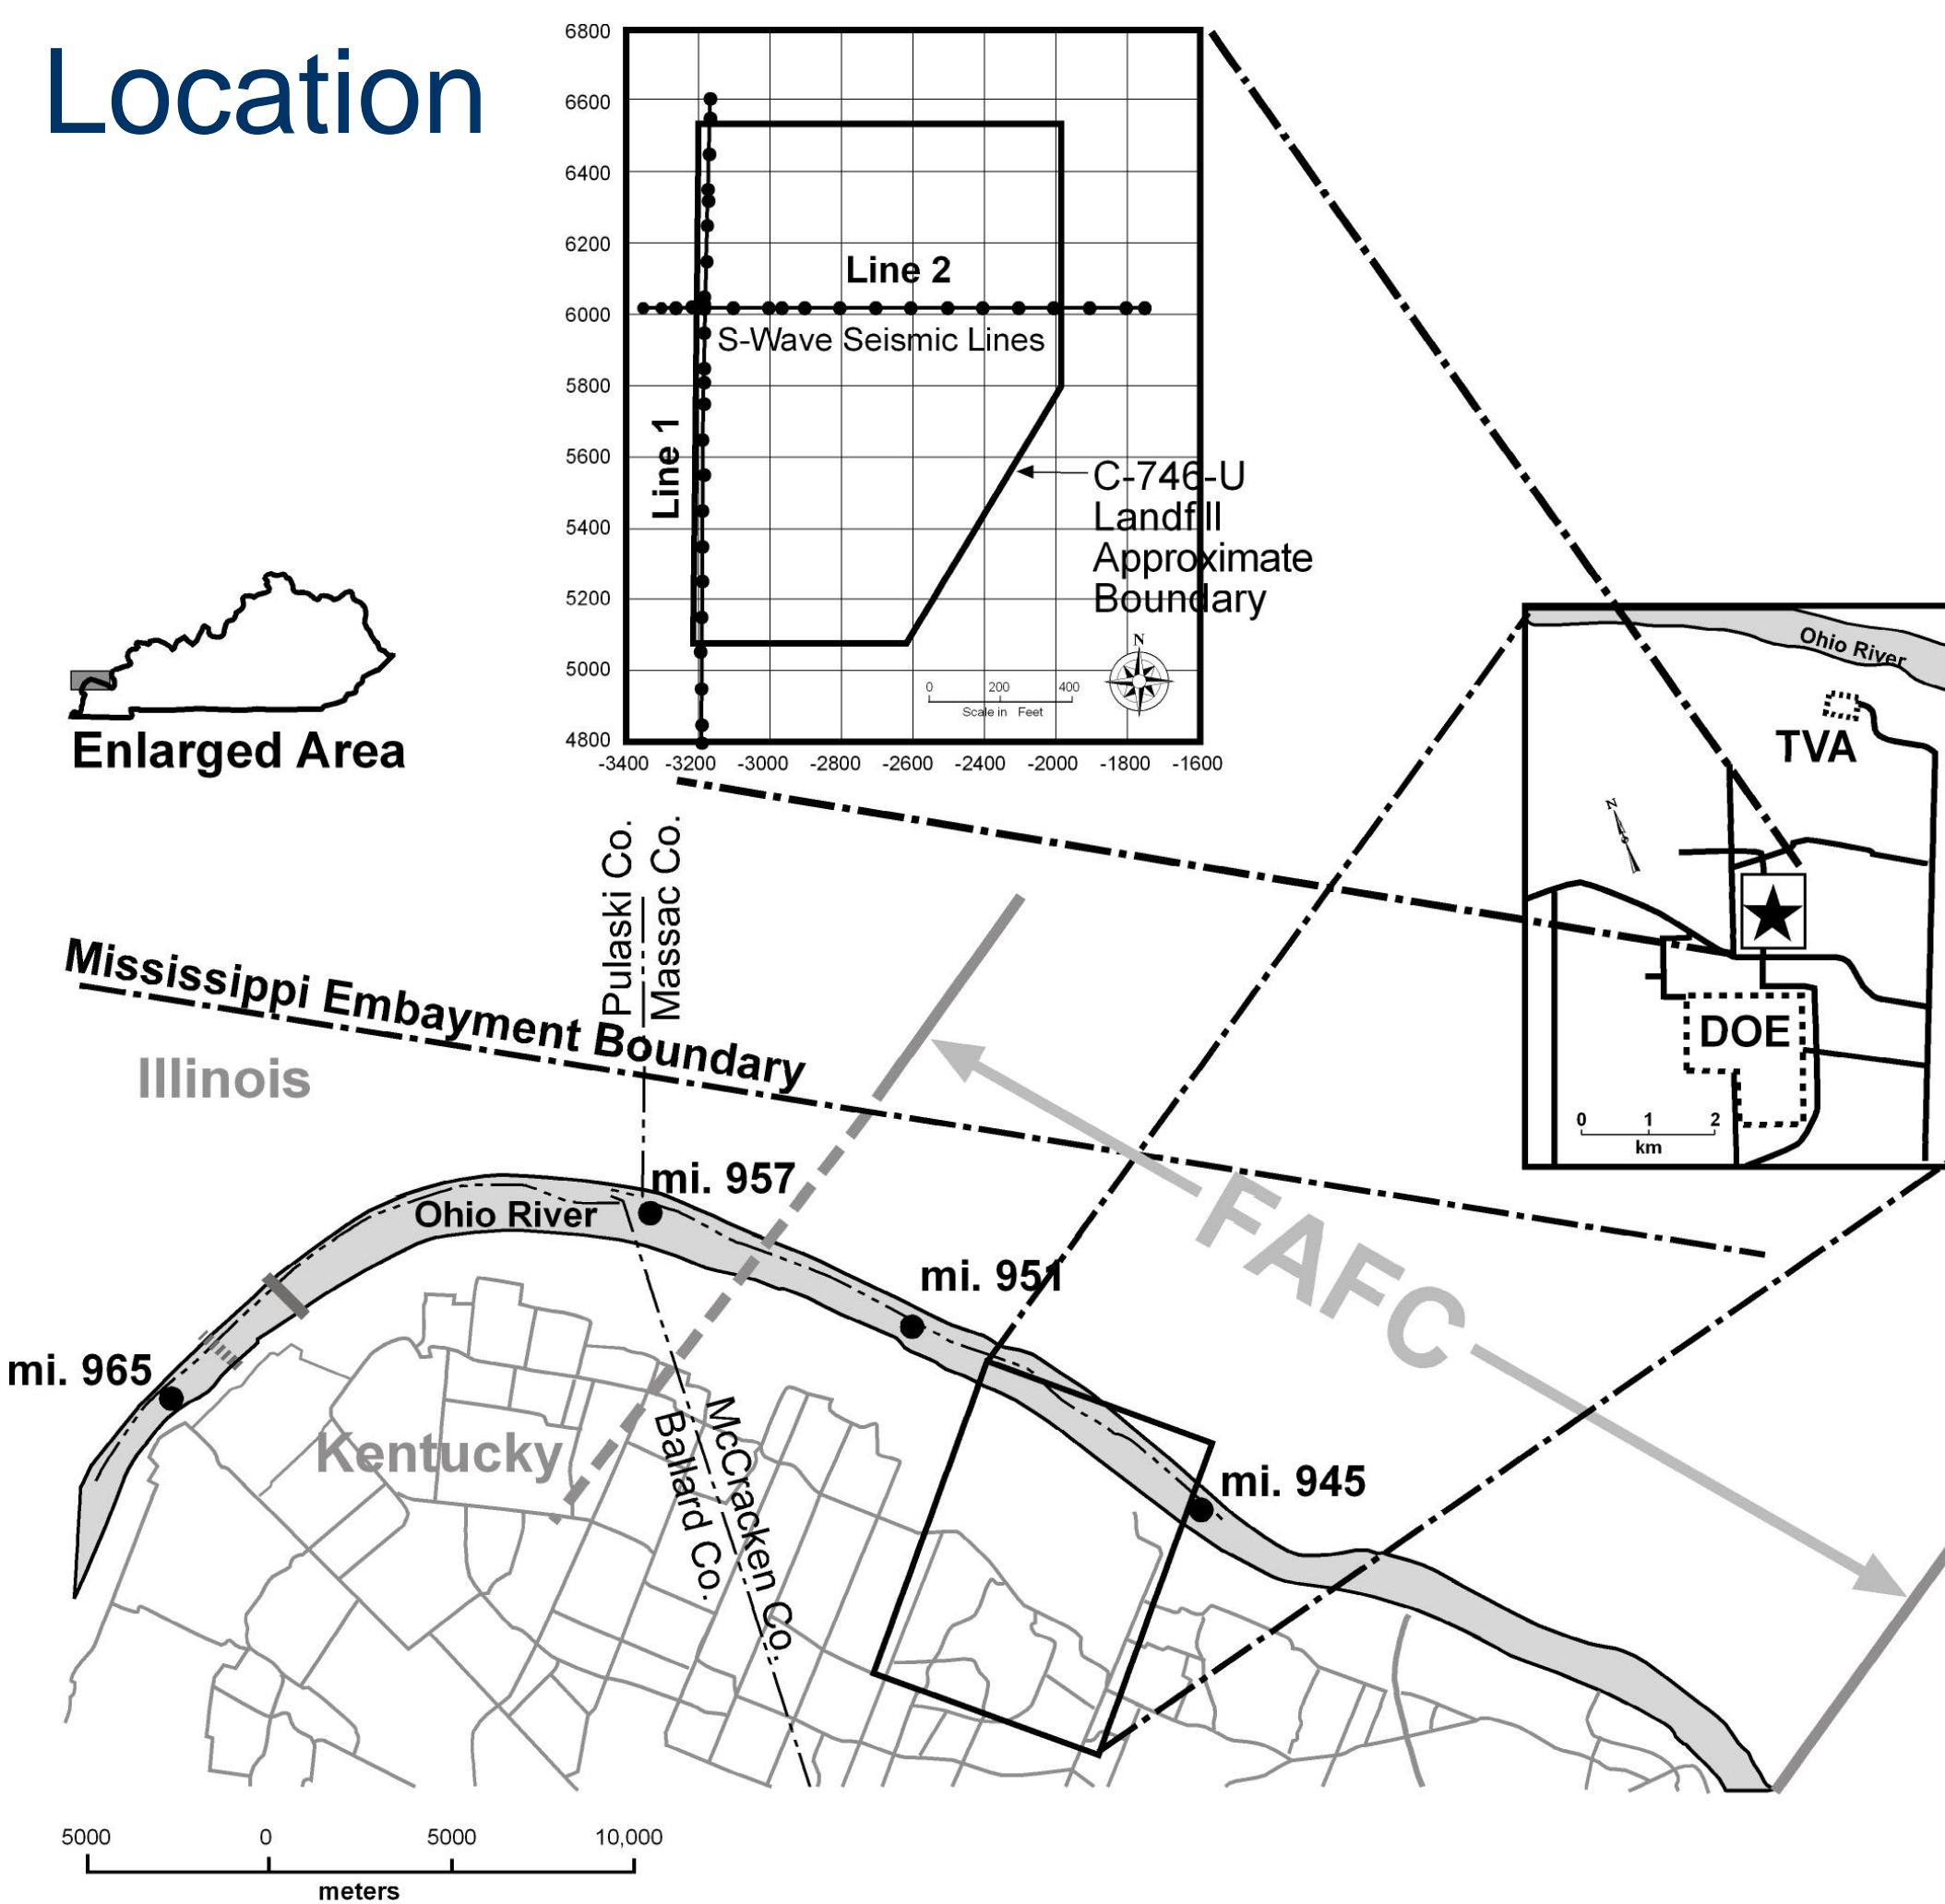 Location
6800
6600
6400
6200
6000
5800
5600
5400
5200
5000
4800
-3400 -3200 -3000 -2800 -2600 -2400 -2000 -1800 -1600
Line 2
S-Wave Seismic Lines
Line 1
C-746-U
Landfill
Approximate
Boundary
N
0 200 400
Scale in Feet
Enlarged Area
Ohio River
TVA
N
S
DOE
0 1 2
km
Pulaski Co.
Massac Co.
Mississippi Embayment Boundary
Illinois
FAFC
mi. 957
Ohio River
mi. 951
mi. 965
mi. 945
Kentucky
McCracken Co.
Ballard Co.
5000 0 5000 10,000
meters